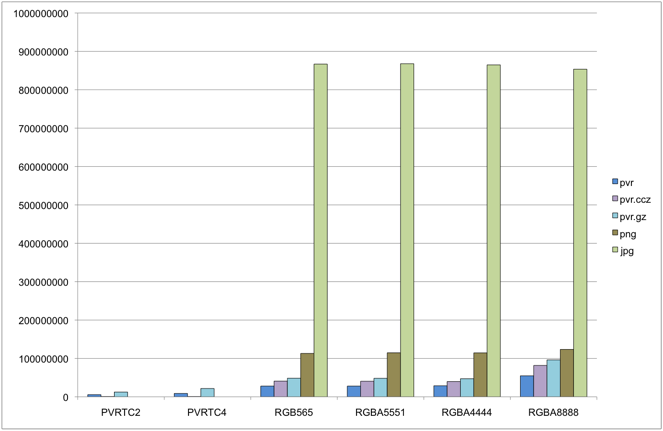 1000000000
900000000
800000000
700000000
600000000
500000000
400000000
300000000
200000000
100000000
0
PVRTC2 PVRTC4 RGB565 RGBA5551 RGBA4444 RGBA8888
pvr
pvr.ccz
pvr.gz
png
jpg